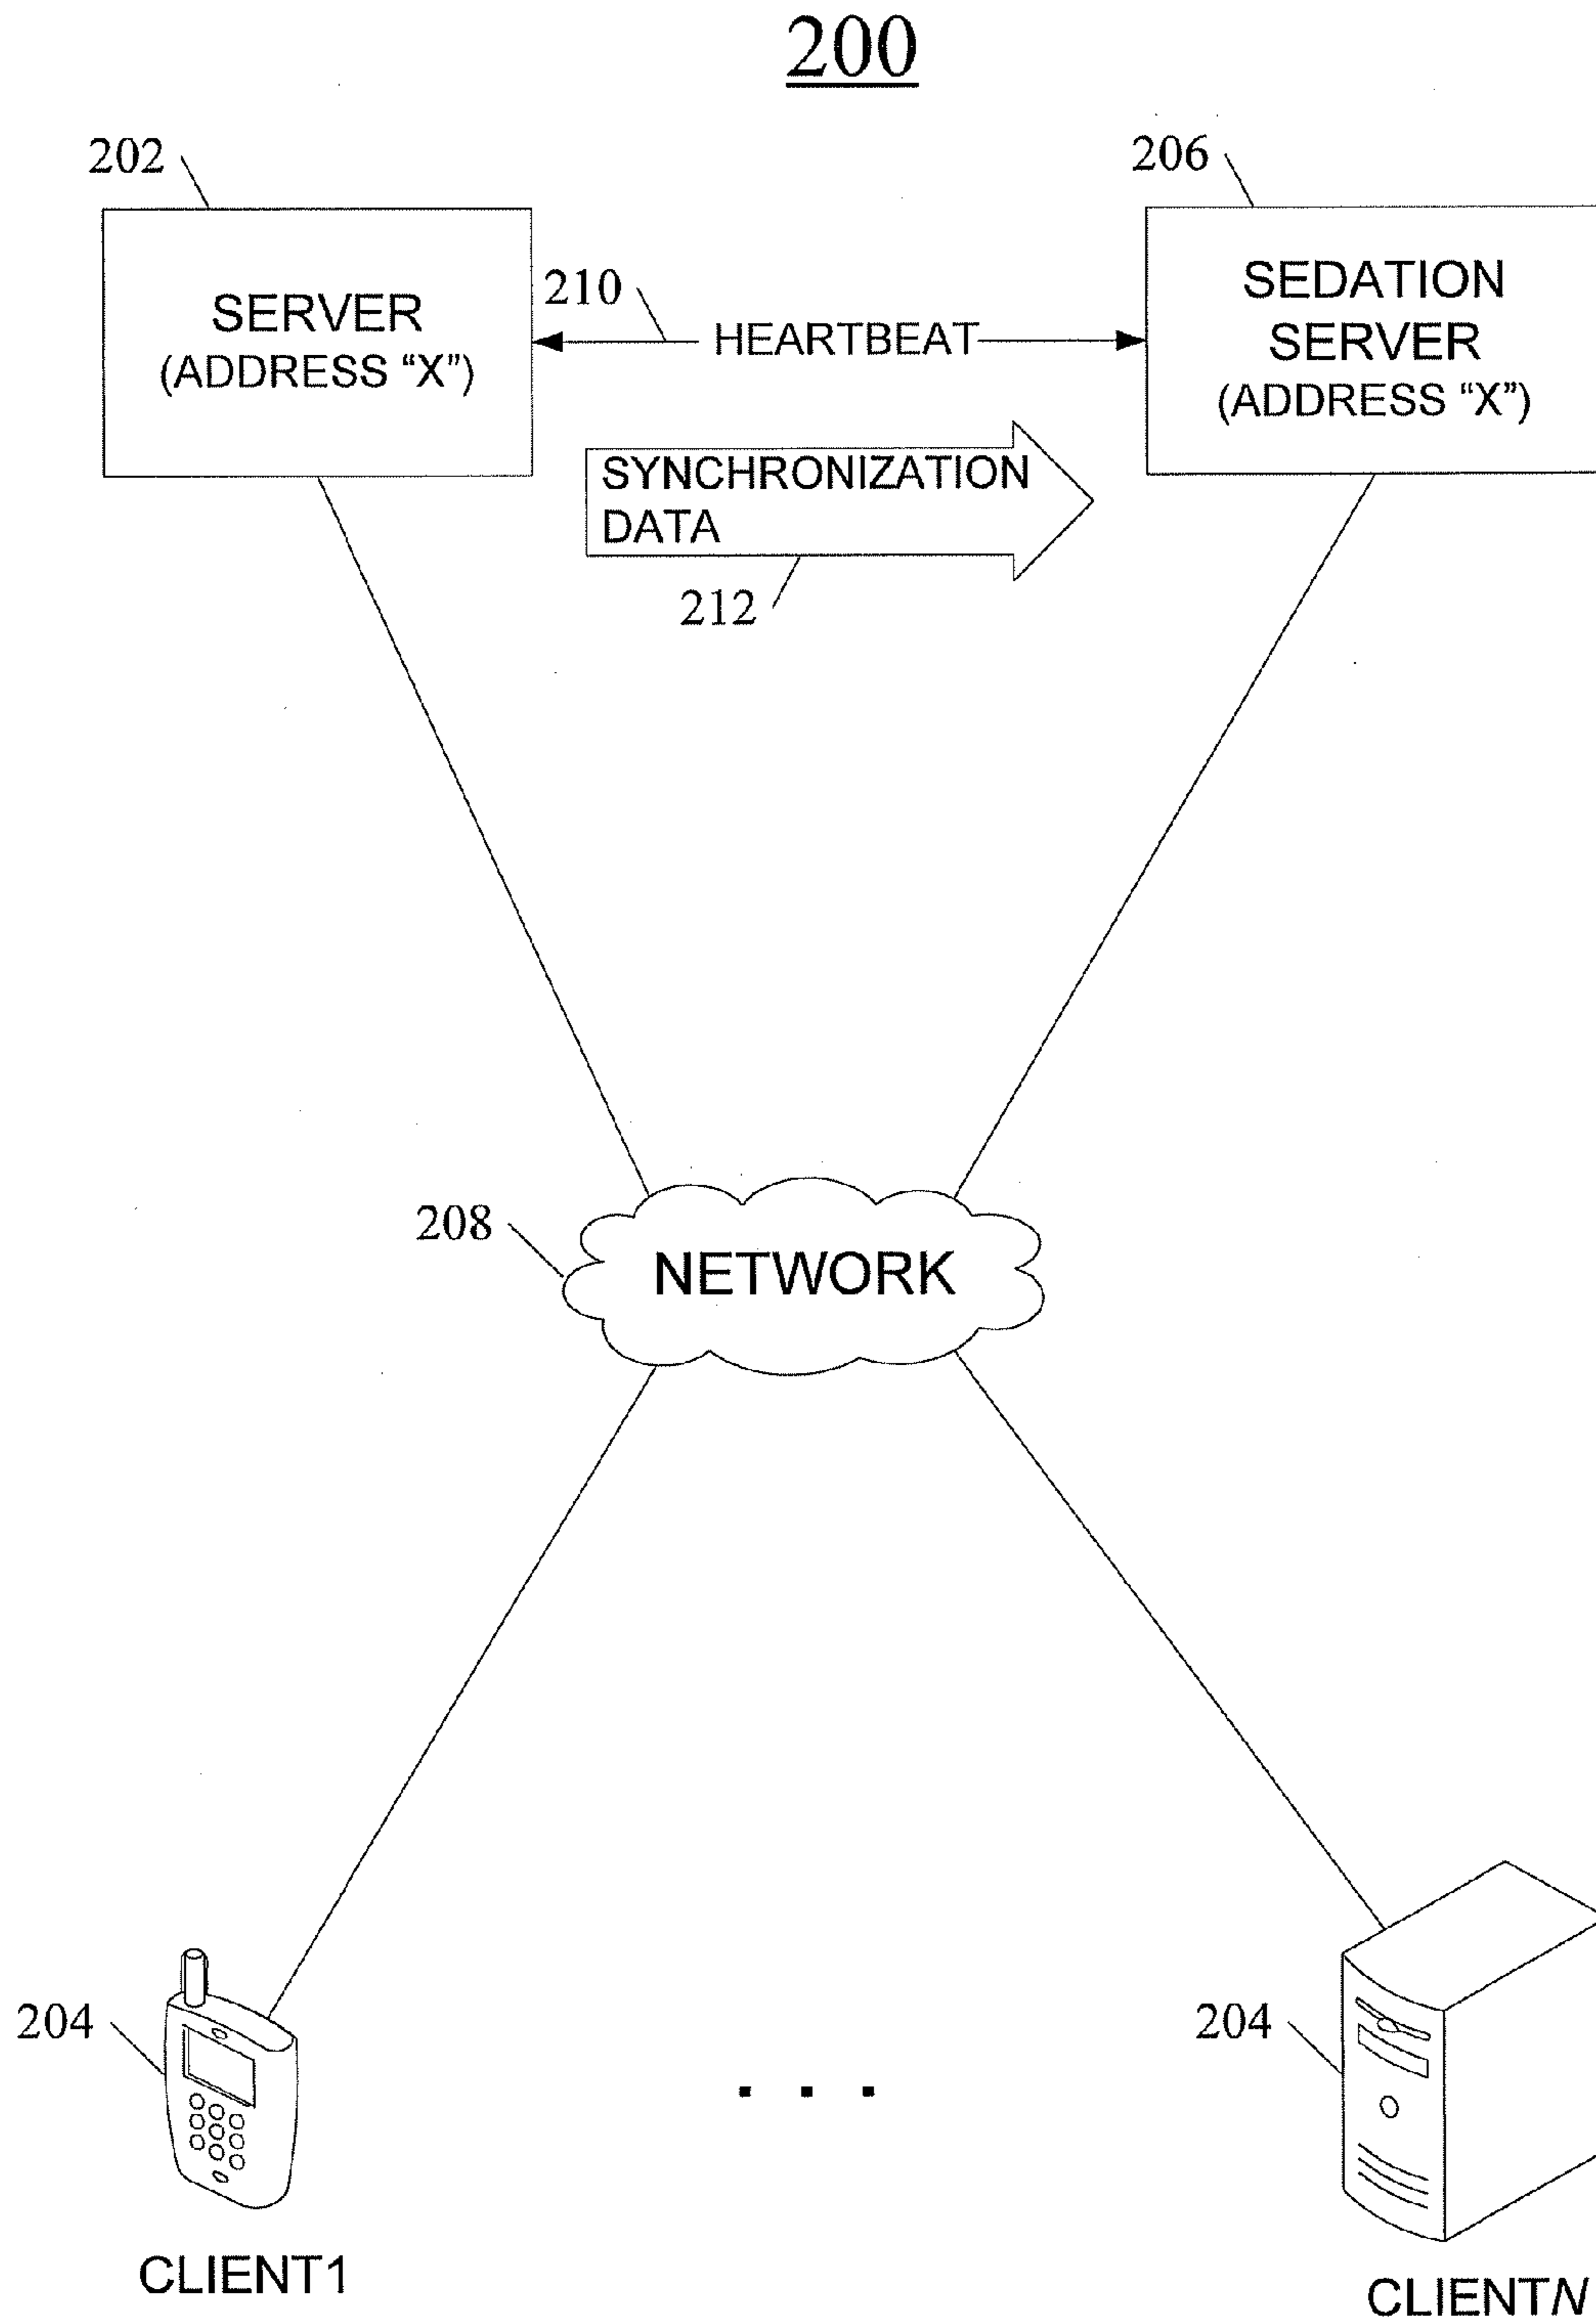 200
202
206
SERVER
(ADDRESS “X”)
210
HEARTBEAT
SEDATION
SERVER
(ADDRESS “X”)
SYNCHRONIZATION
DATA
212
208
NETWORK
204
204
. . .
CLIENT1
CLIENTN